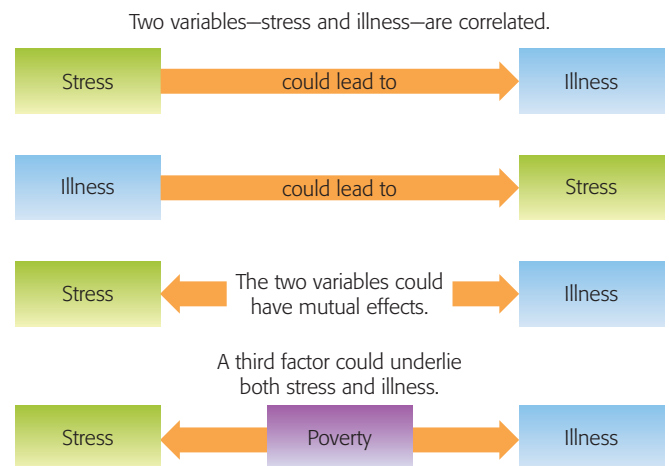 Two variables—stress and illness—are correlated.
Stress could lead to Illness
Illness could lead to Stress
Stress The two variables could have mutual effects. Illness
A third factor could underlie
both stress and illness.
Stress Poverty Illness